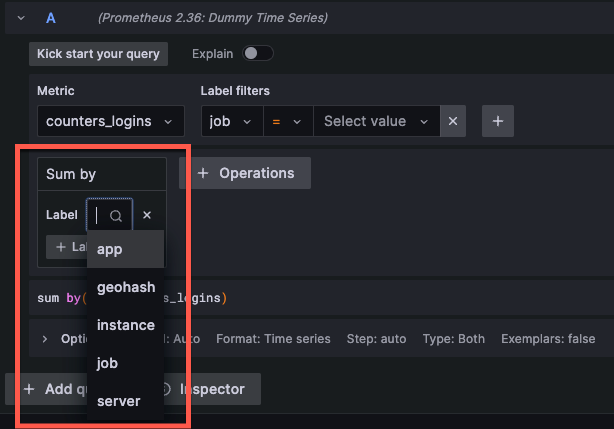 A (Prometheus 2.36: Dummy Time Series)
Kick start your query Explain
Metric Label filters
counters_logins job = Select value
Sum by + Operations
Label
+ La
app
geohash
instance
job
server
sum by( s_logins)
Opti : Auto Format: Time series Step: auto Type: Both Exemplars: false
+ Add qu Inspector